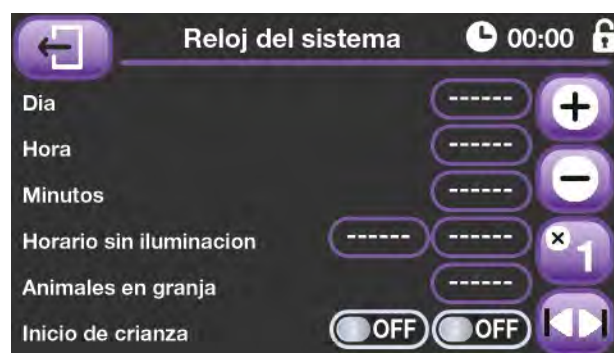 Reloj del sistema 00:00
Dia ------
Hora ------
Minutos ------
Horario sin iluminacion ------ ------
Animales en granja ------
Inicio de crianza OFF OFF
+
−
×1